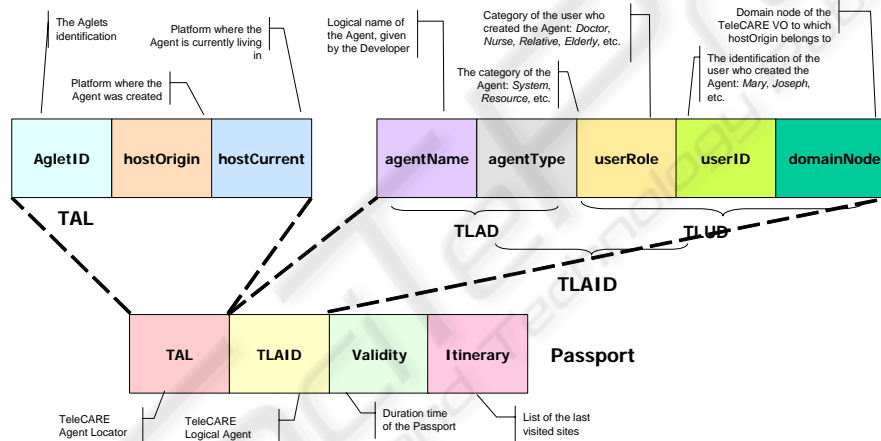 The Aglets
identification
Platform where the
Agent is currently living
in
Platform where the
Agent was created
Logical name of
the Agent, given
by the Developer
Category of the user who
created the Agent: Doctor,
Nurse, Relative, Elderly, etc.
Domain node of the
TeleCARE VO to which
hostOrigin belongs to
The category of the
Agent: System,
Resource, etc.
The identification of the
user who created the
Agent: Mary, Joseph,
etc.
AgletID hostOrigin hostCurrent
agentName agentType userRole userID domainNode
TAL
TLAD
TLUD
TLAID
TAL TLAID Validity Itinerary
Passport
TeleCARE
Agent Locator
TeleCARE
Logical Agent
Duration time
of the Passport
List of the last
visited sites